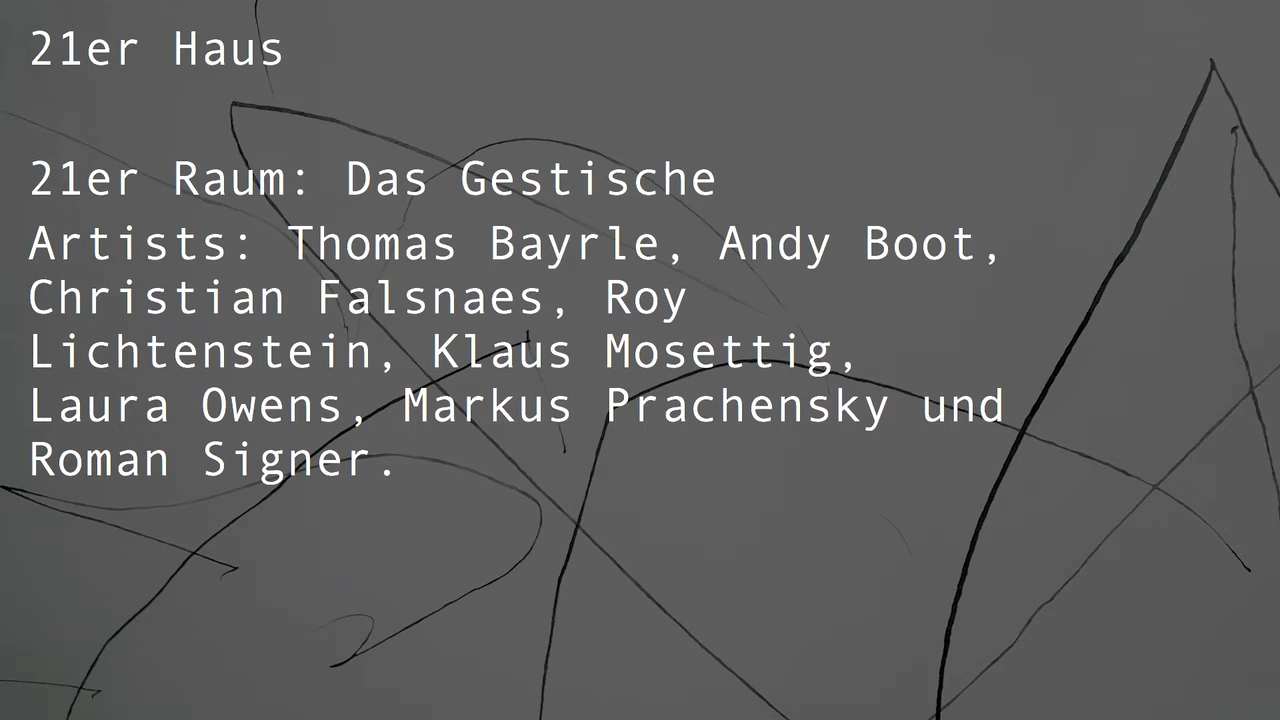 21er Haus
21er Raum: Das Gestische
Artists: Thomas Bayrle, Andy Boot,
Christian Falsnaes, Roy
Lichtenstein, Klaus Mosettig,
Laura Owens, Markus Prachensky und
Roman Signer.